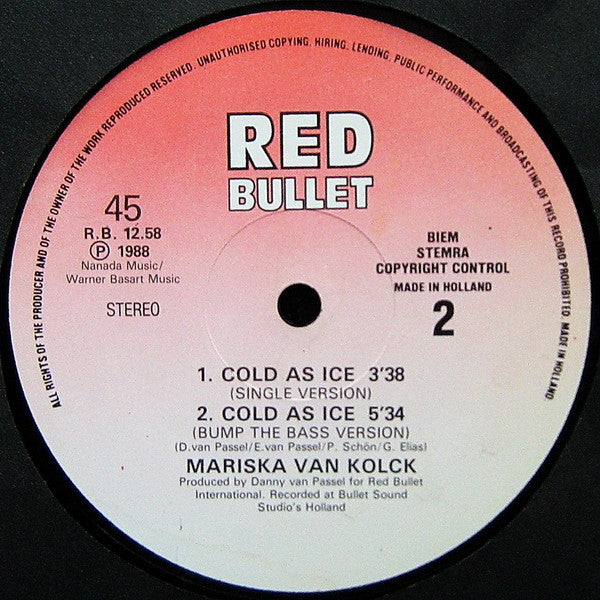 ALL RIGHTS OF THE PRODUCER AND OF THE OWNER OF THE WORK REPRODUCED RESERVED. UNAUTHORISED COPYING. HIRING. LENDING. PUBLIC PERFORMANCE AND BROADCASTING OF THIS RECORD PROHIBITED. MADE IN HOLLAND.
RED
BULLET
45
R.B. 12.58
Ⓟ 1988
Nanada Music/
Warner Basart Music
STEREO
BIEM
STEMRA
COPYRIGHT CONTROL
MADE IN HOLLAND
2
1. COLD AS ICE 3'38
(SINGLE VERSION)
2. COLD AS ICE 5'34
(BUMP THE BASS VERSION)
(D.van Passel/E.van Passel/P. Schön/G. Elias)
MARISKA VAN KOLCK
Produced by Danny van Passel for Red Bullet
International. Recorded at Bullet Sound
Studio's Holland